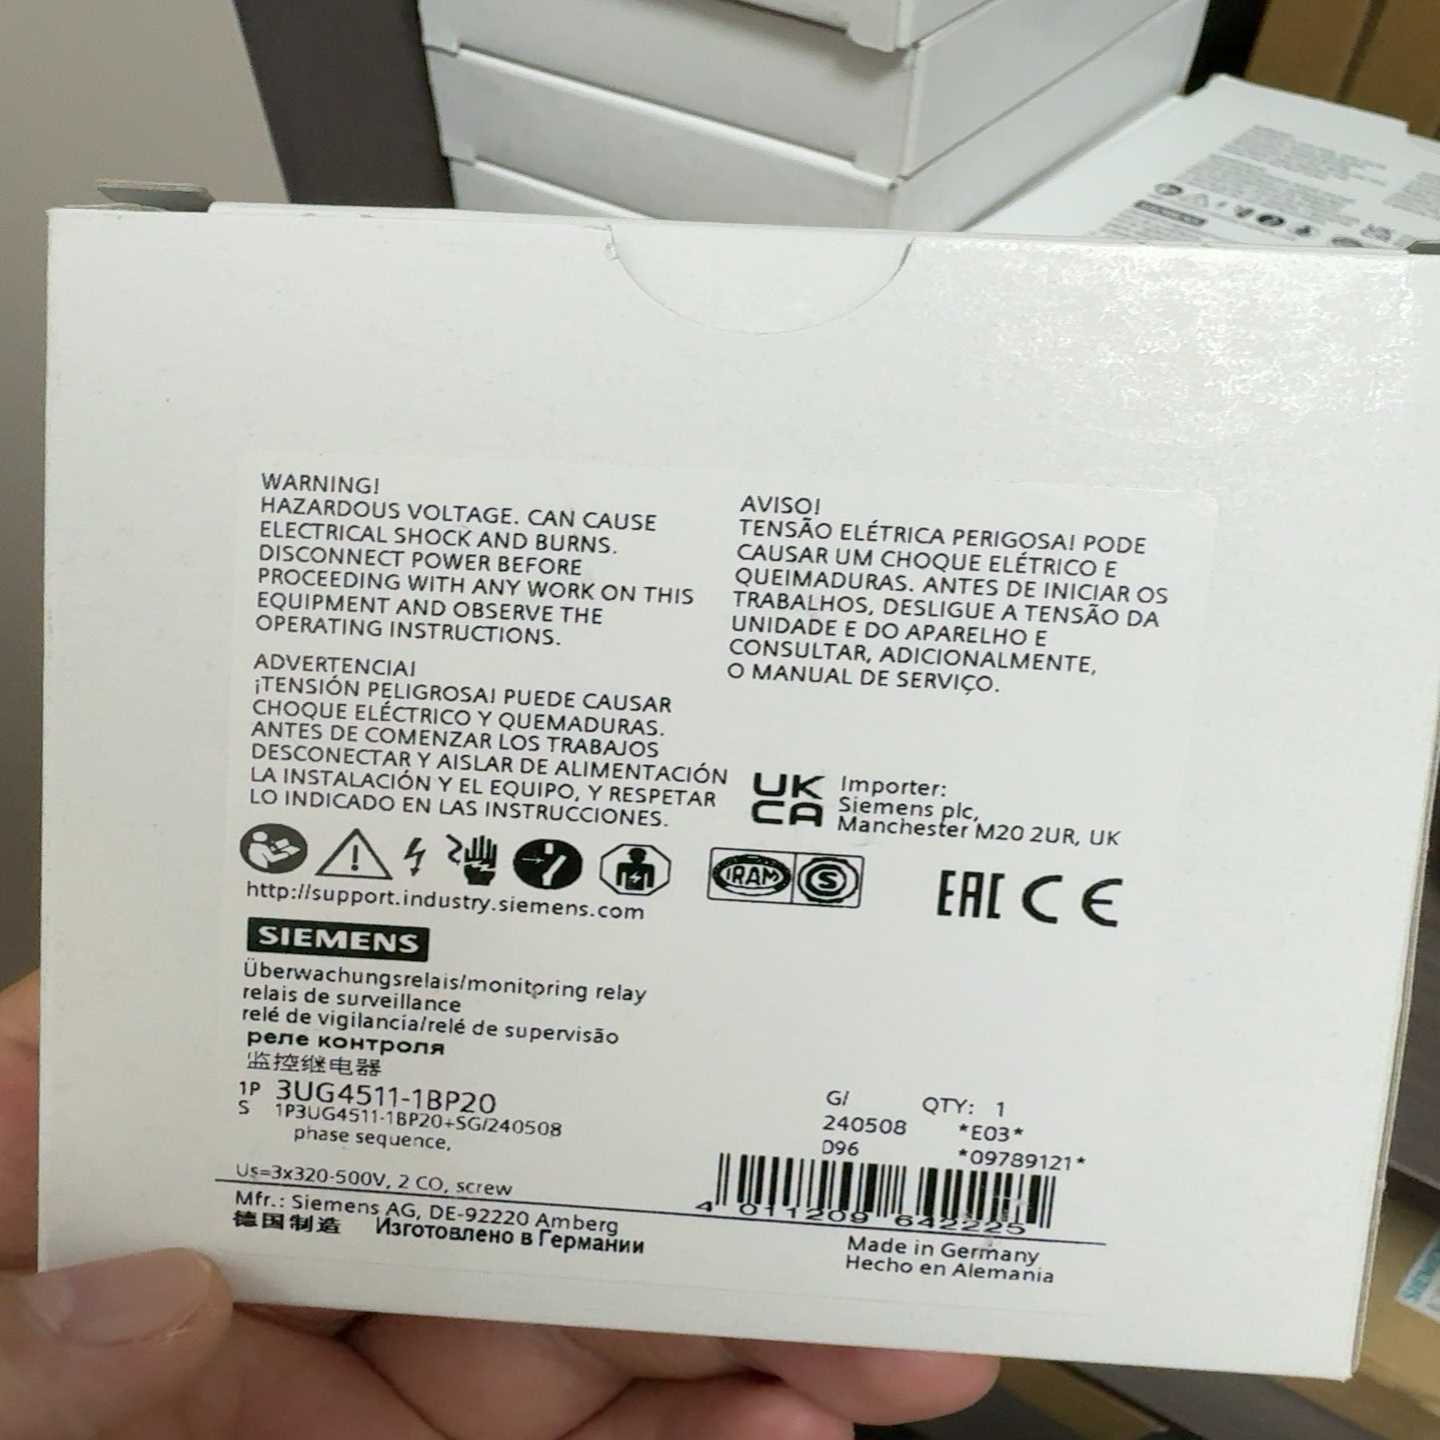 WARNING!
HAZARDOUS VOLTAGE. CAN CAUSE
ELECTRICAL SHOCK AND BURNS.
DISCONNECT POWER BEFORE
PROCEEDING WITH ANY WORK ON THIS
EQUIPMENT AND OBSERVE THE
OPERATING INSTRUCTIONS.
ADVERTENCIA!
¡TENSIÓN PELIGROSA! PUEDE CAUSAR
CHOQUE ELÉCTRICO Y QUEMADURAS.
ANTES DE COMENZAR LOS TRABAJOS
DESCONECTAR Y AISLAR DE ALIMENTACIÓN
LA INSTALACIÓN Y EL EQUIPO, Y RESPETAR
LO INDICADO EN LAS INSTRUCCIONES.
AVISO!
TENSÃO ELÉTRICA PERIGOSA! PODE
CAUSAR UM CHOQUE ELÉTRICO E
QUEIMADURAS. ANTES DE INICIAR OS
TRABALHOS, DESLIGUE A TENSÃO DA
UNIDADE E DO APARELHO E
CONSULTAR, ADICIONALMENTE,
O MANUAL DE SERVIÇO.
UK
CA
Importer:
Siemens plc,
Manchester M20 2UR, UK
IRAM S
EAC CE
http://support.industry.siemens.com
SIEMENS
Überwachungsrelais/monitoring relay
relais de surveillance
relé de vigilancia/relé de supervisão
реле контроля
监控继电器
1P 3UG4511-1BP20
S 1P3UG4511-1BP20+SG/240508
phase sequence,
Us=3x320-500V, 2 CO, screw
G/ QTY: 1
240508 *E03*
D96 *09789121*
4 011209 642225
Mfr.: Siemens AG, DE-92220 Amberg
德国制造 Изготовлено в Германии
Made in Germany
Hecho en Alemania